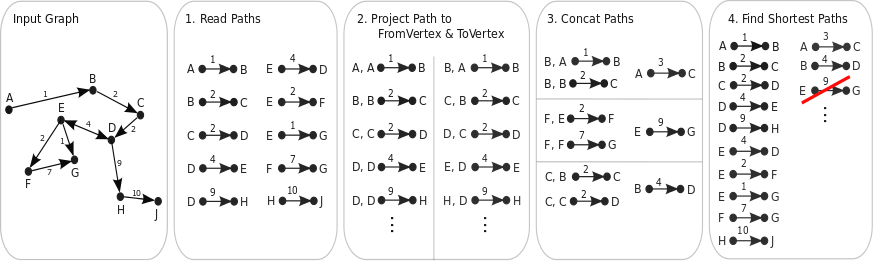 Input Graph
A
B
C
D
E
F
G
H
J
1
2
2
4
2
1
7
9
10
1. Read Paths
A 1 B E 4 D
B 2 C E 2 F
C 2 D E 1 G
D 4 E F 7 G
D 9 H H 10 J
2. Project Path to
FromVertex & ToVertex
A, A 1 B B, A 1 B
B, B 2 C C, B 2 C
C, C 2 D D, C 2 D
D, D 4 E E, D 4 E
D, D 9 H H, D 9 H
⋮ ⋮
3. Concat Paths
B, A 1 B
B, B 2 C
A 3 C
F, E 2 F
F, F 7 G
E 9 G
C, B 2 C
C, C 2 D
B 4 D
4. Find Shortest Paths
A 1 B A 3 C
B 2 C B 4 D
C 2 D E 9 G
D 4 E ⋮
D 9 H
E 4 D
E 2 F
E 1 G
F 7 G
H 10 J